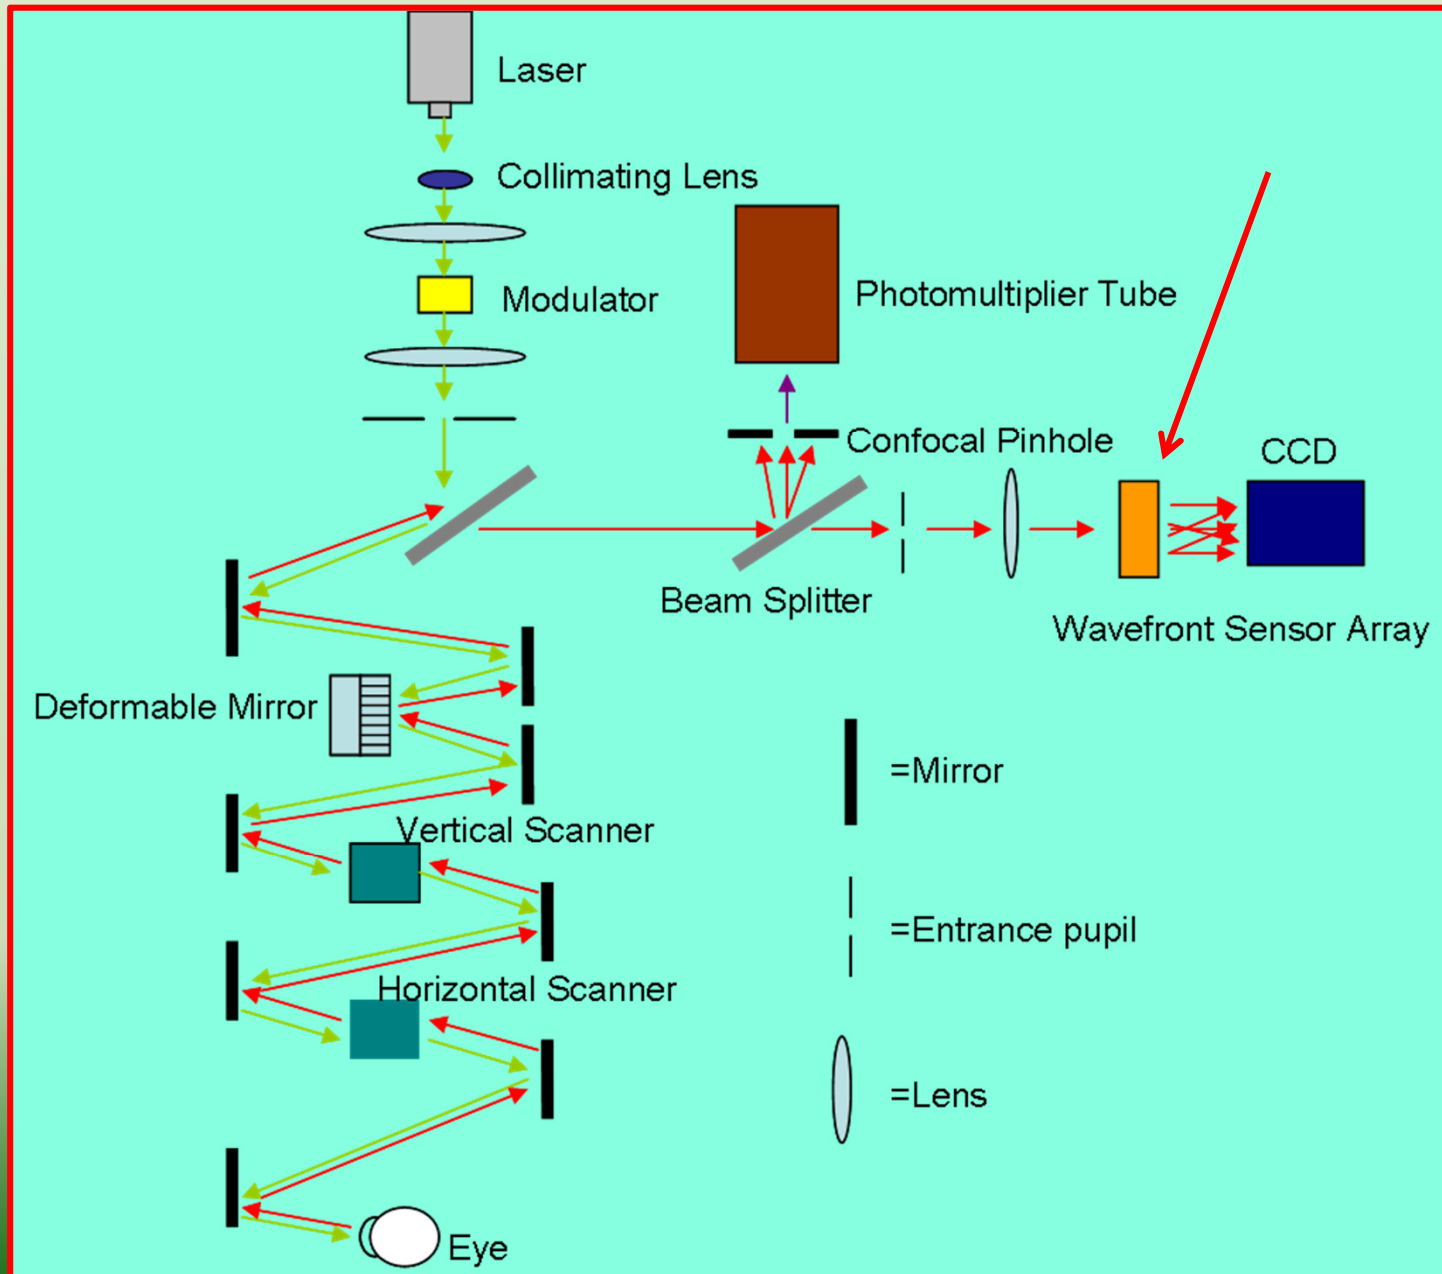 Laser
Collimating Lens
Modulator
Photomultiplier Tube
Confocal Pinhole
CCD
Beam Splitter
Wavefront Sensor Array
Deformable Mirror
=Mirror
Vertical Scanner
=Entrance pupil
Horizontal Scanner
=Lens
Eye